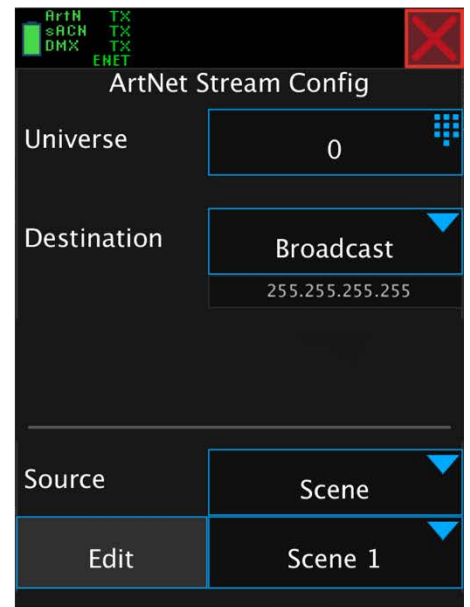 ArtN TX
sACN TX
DMX TX
ENET
ArtNet Stream Config
Universe
0
Destination
Broadcast
255.255.255.255
Source
Scene
Edit
Scene 1